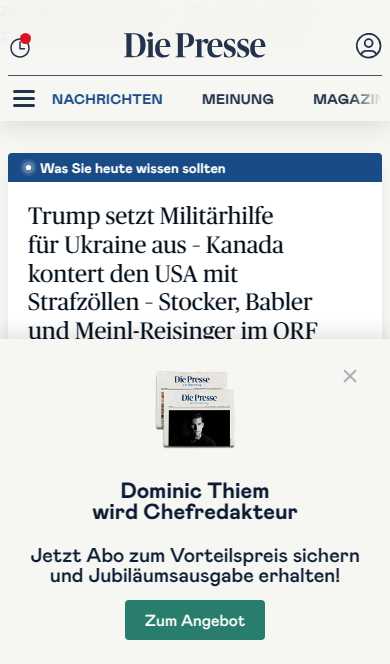 Die Presse
NACHRICHTEN MEINUNG MAGAZIN
Was Sie heute wissen sollten
Trump setzt Militärhilfe
für Ukraine aus – Kanada
kontert den USA mit
Strafzöllen – Stocker, Babler
und Meinl-Reisinger im ORF
Die Presse
Die Presse
Dominic Thiem
wird Chefredakteur
Jetzt Abo zum Vorteilspreis sichern
und Jubiläumsausgabe erhalten!
Zum Angebot